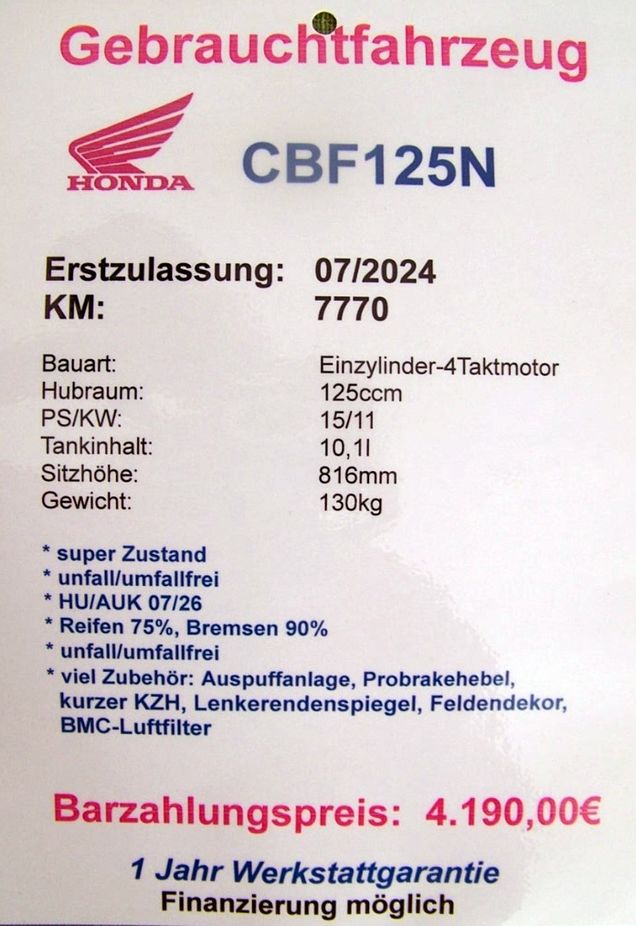 Gebrauchtfahrzeug
HONDA
CBF125N
Erstzulassung: 07/2024
KM: 7770
Bauart: Einzylinder-4Taktmotor
Hubraum: 125ccm
PS/KW: 15/11
Tankinhalt: 10,1l
Sitzhöhe: 816mm
Gewicht: 130kg
* super Zustand
* unfall/umfallfrei
* HU/AUK 07/26
* Reifen 75%, Bremsen 90%
* unfall/umfallfrei
* viel Zubehör: Auspuffanlage, Probrakehebel,
kurzer KZH, Lenkerendenspiegel, Feldendekor,
BMC-Luftfilter
Barzahlungspreis: 4.190,00€
1 Jahr Werkstattgarantie
Finanzierung möglich